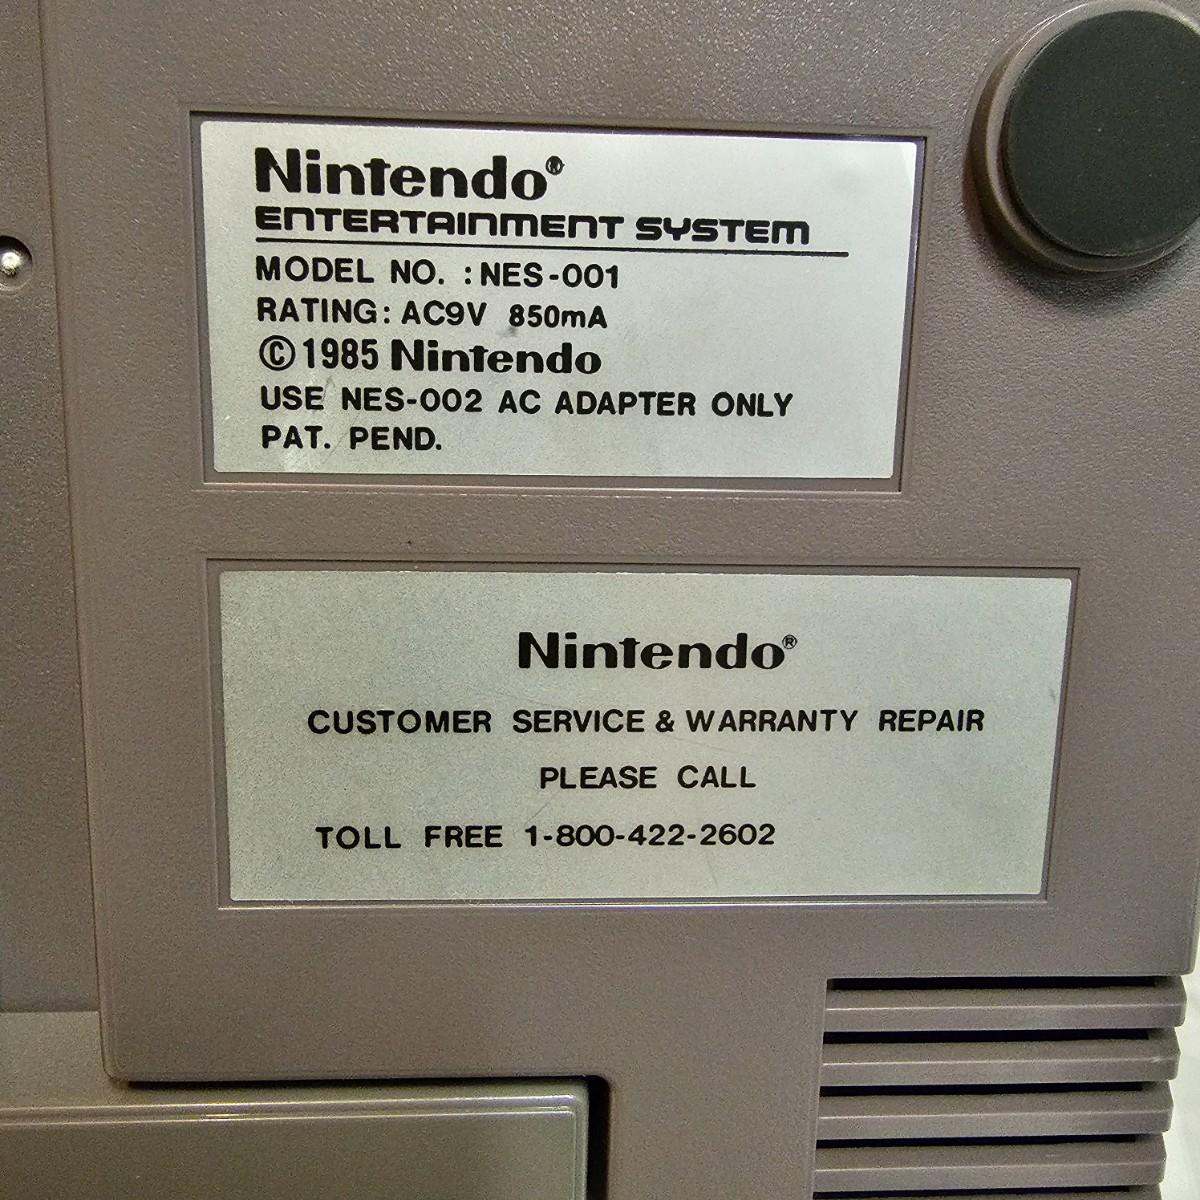 Nintendo®
ENTERTAINMENT SYSTEM
MODEL NO. : NES-001
RATING: AC9V 850mA
©1985 Nintendo
USE NES-002 AC ADAPTER ONLY
PAT. PEND.
Nintendo®
CUSTOMER SERVICE & WARRANTY REPAIR
PLEASE CALL
TOLL FREE 1-800-422-2602